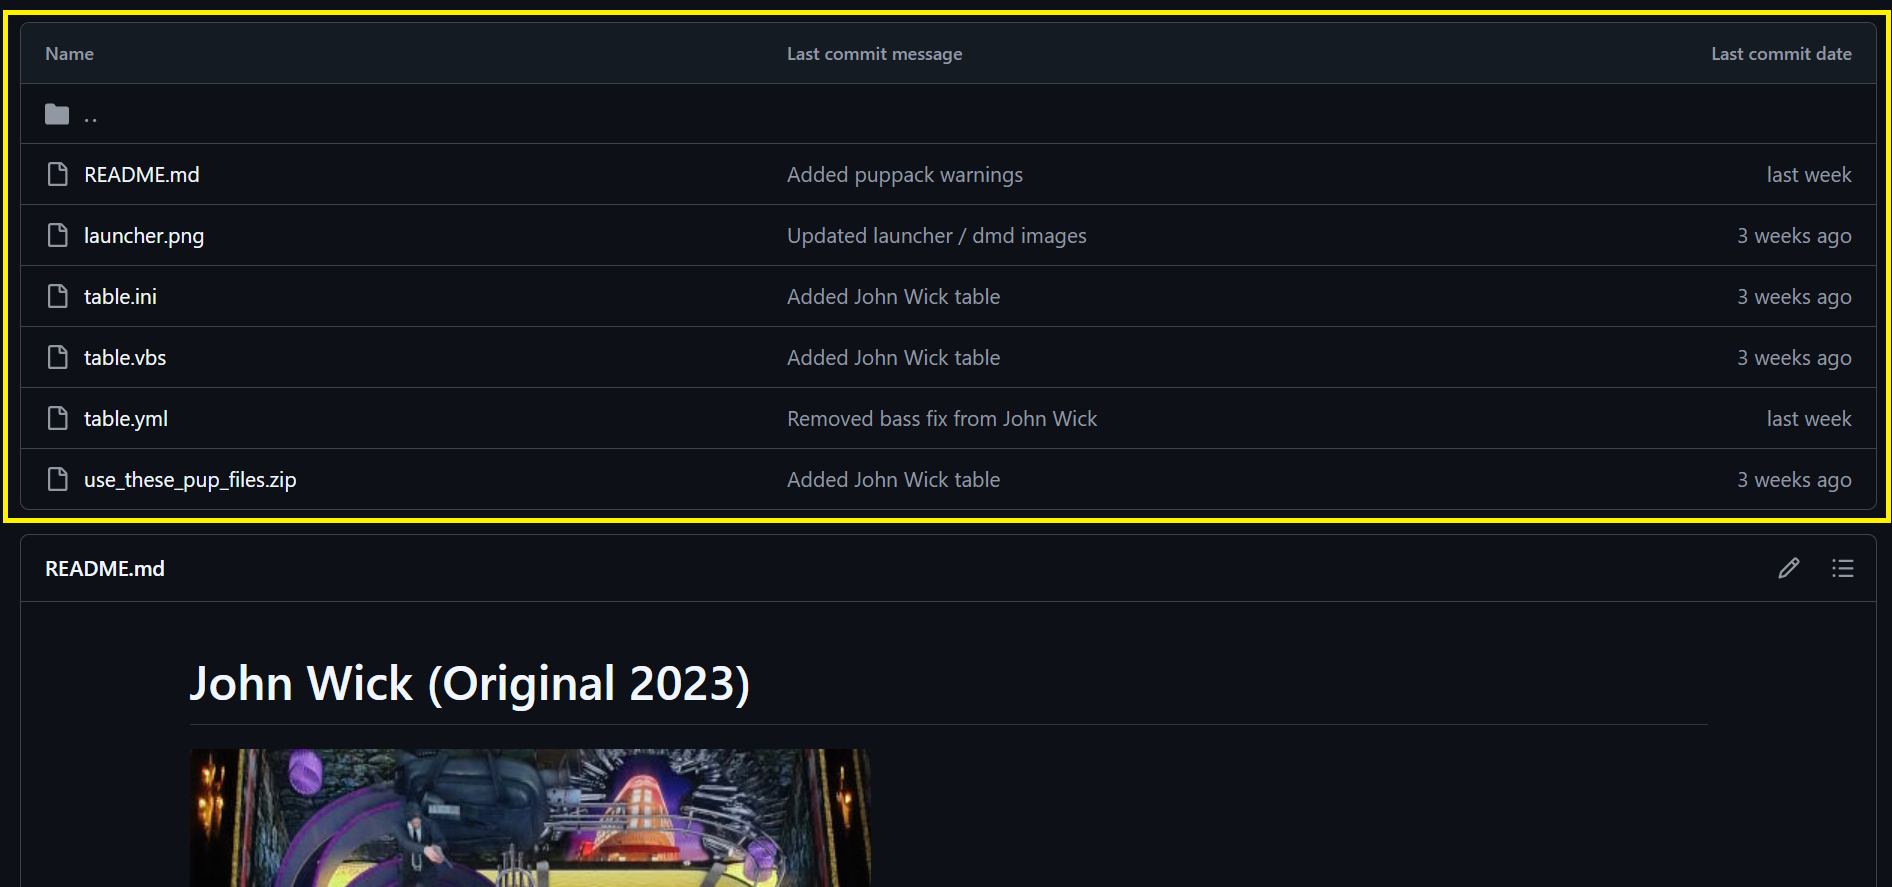 Name Last commit message Last commit date
..
README.md Added puppack warnings last week
launcher.png Updated launcher / dmd images 3 weeks ago
table.ini Added John Wick table 3 weeks ago
table.vbs Added John Wick table 3 weeks ago
table.yml Removed bass fix from John Wick last week
use_these_pup_files.zip Added John Wick table 3 weeks ago
README.md
John Wick (Original 2023)